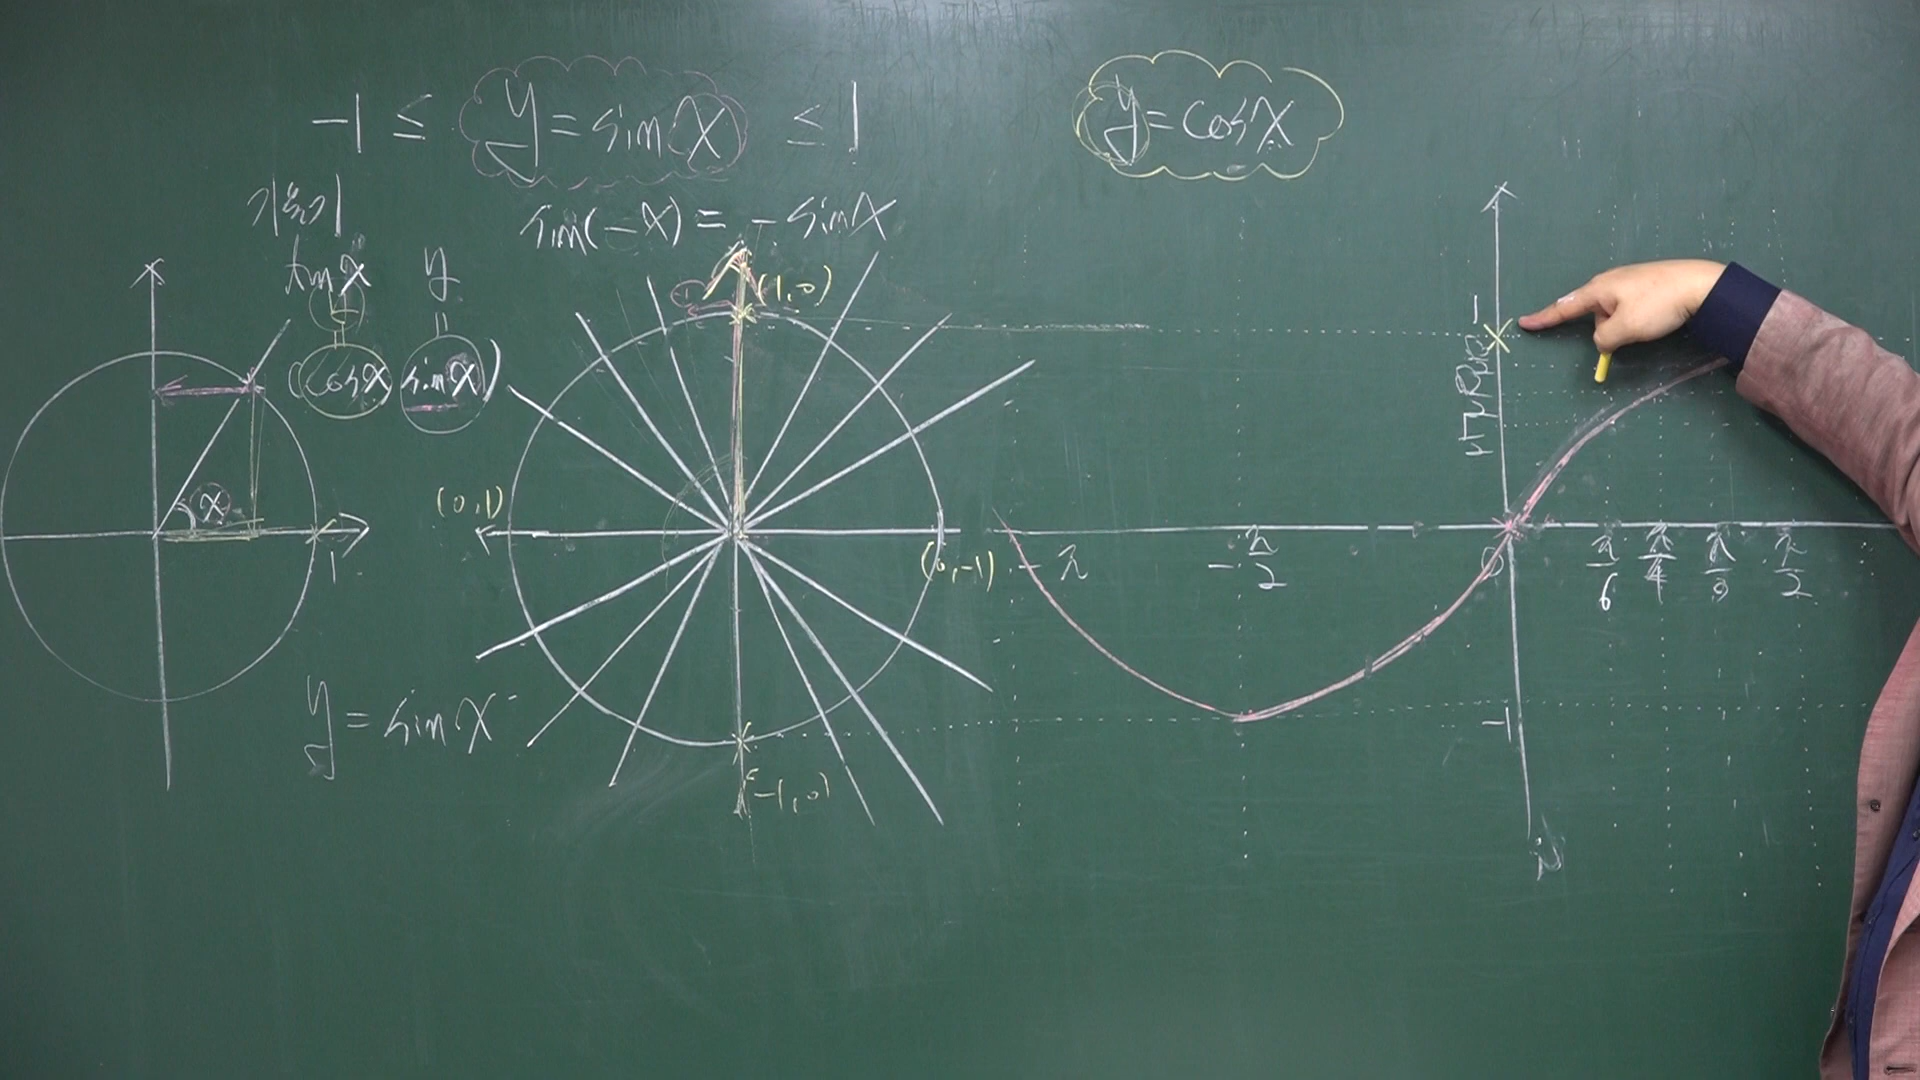 -1 ≤ y = sin x ≤ 1
y = cos x
기울기
sin(-x) = - sin x
tan x
y
=
(cos x, sin x)
(1,0)
(0,1)
(0,-1)
(-1,0)
x
1
y = sin x
1
-π
-π/2
0
π/6
π/4
π/3
π/2
-1